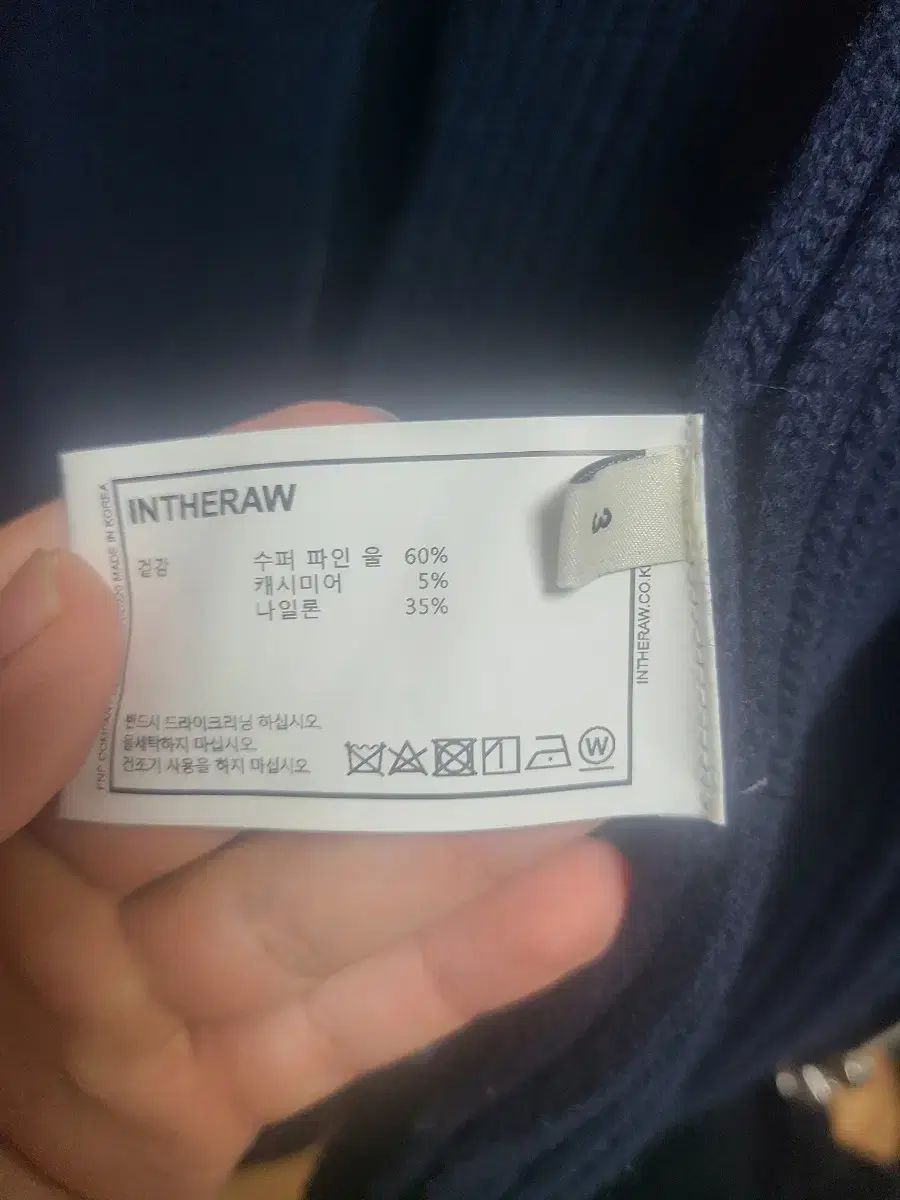 INTHERAW
겉감 수퍼 파인 울 60%
캐시미어 5%
나일론 35%
반드시 드라이크리닝 하십시오.
물세탁하지 마십시오.
건조기 사용을 하지 마십시오.
W
3
INTHERAW.CO.K
MADE IN KOREA
FNF COMPANY